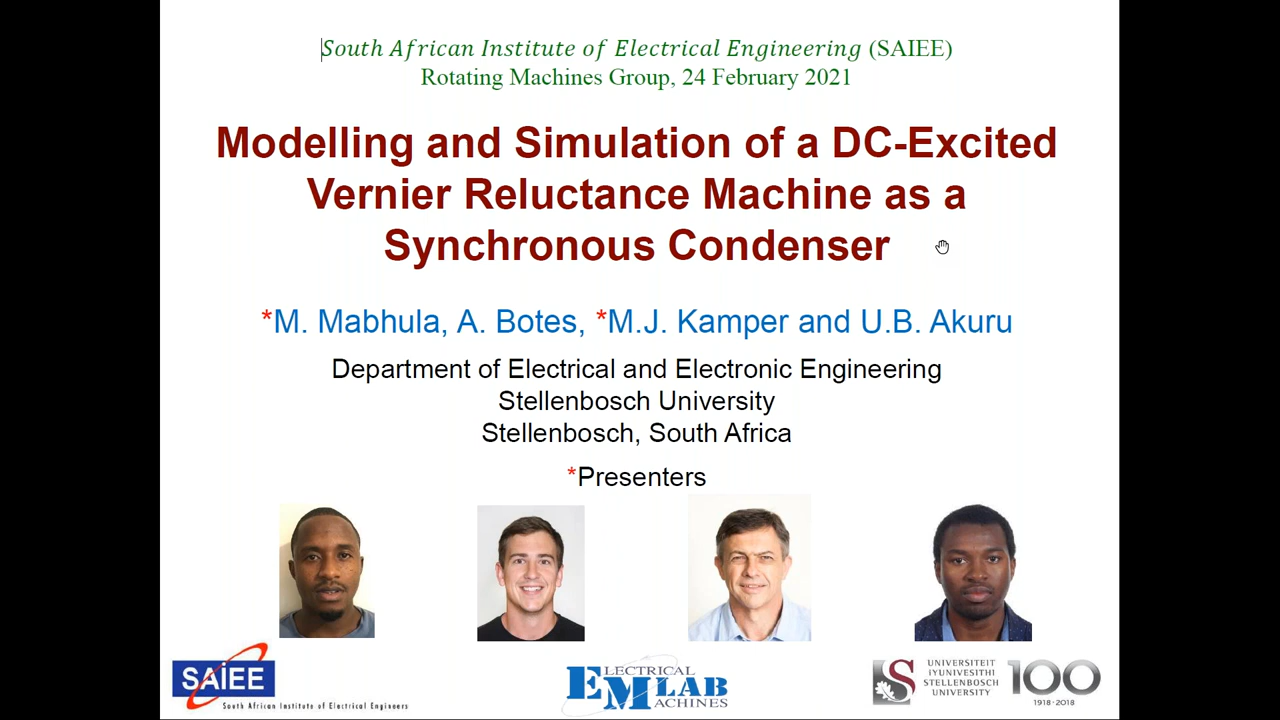 South African Institute of Electrical Engineering (SAIEE)
Rotating Machines Group, 24 February 2021
Modelling and Simulation of a DC-Excited
Vernier Reluctance Machine as a
Synchronous Condenser
*M. Mabhula, A. Botes, *M.J. Kamper and U.B. Akuru
Department of Electrical and Electronic Engineering
Stellenbosch University
Stellenbosch, South Africa
*Presenters
SAIEE
South African Institute of Electrical Engineers
ELECTRICAL
MLAB
MACHINES
UNIVERSITEIT
IYUNIVESITHI
STELLENBOSCH
UNIVERSITY
100
1918·2018